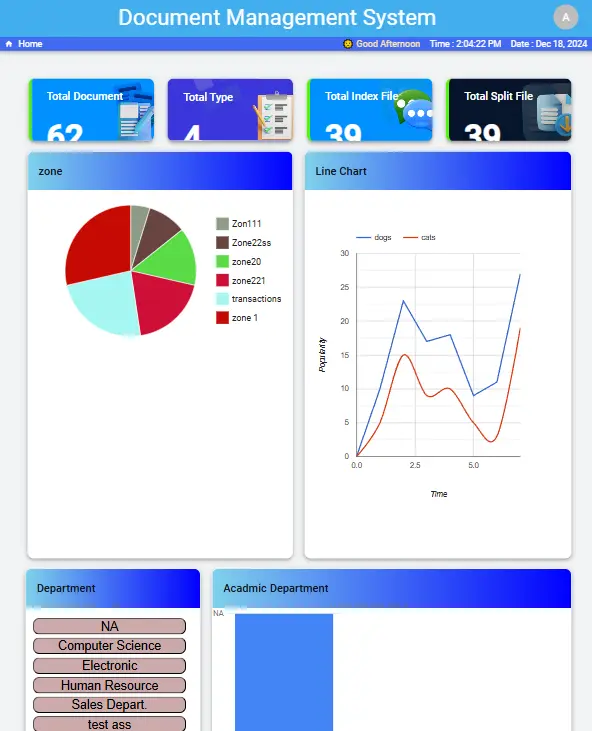 Document Management System
A
Home
Good Afternoon Time : 2:04:22 PM Date : Dec 18, 2024
Total Document
62
Total Type
4
Total Index File
39
Total Split File
39
zone
Zon111
Zone22ss
zone20
zone221
transactions
zone 1
Line Chart
dogs cats
30
25
20
15
10
5
0
0.0 2.5 5.0
Popularity
Time
Department
NA
Computer Science
Electronic
Human Resource
Sales Depart.
test ass
Acadmic Department
NA